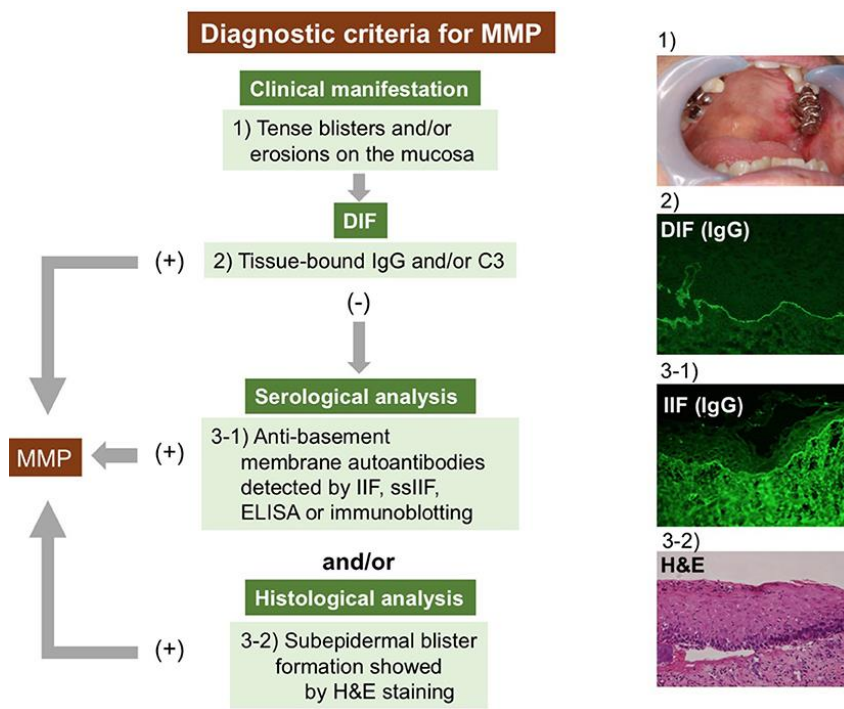 Diagnostic criteria for MMP
Clinical manifestation
1) Tense blisters and/or
erosions on the mucosa
DIF
(+)
2) Tissue-bound IgG and/or C3
(-)
Serological analysis
3-1) Anti-basement
membrane autoantibodies
detected by IIF, ssIIF,
ELISA or immunoblotting
MMP
(+)
and/or
Histological analysis
(+)
3-2) Subepidermal blister
formation showed
by H&E staining
1)
2)
DIF (IgG)
3-1)
IIF (IgG)
3-2)
H&E